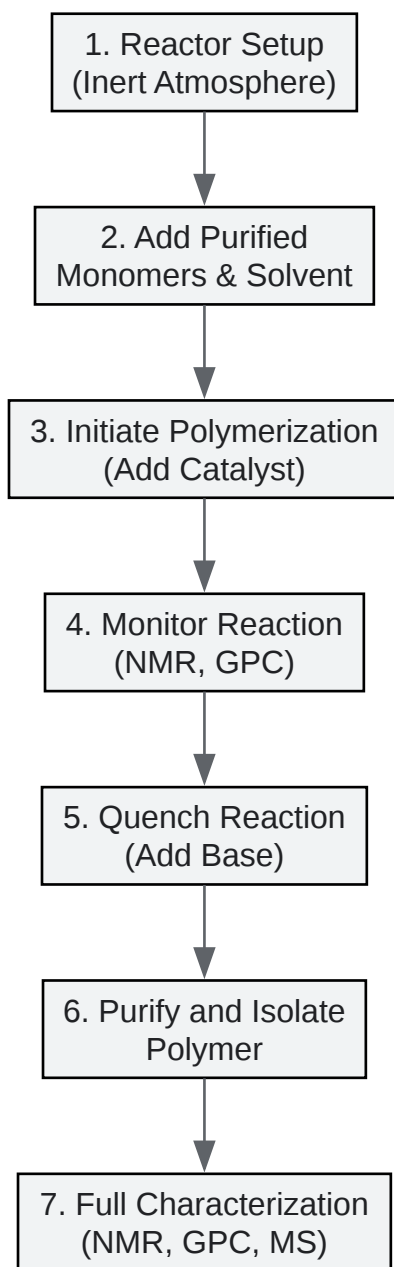 1. Reactor Setup
(Inert Atmosphere)
2. Add Purified
Monomers & Solvent
3. Initiate Polymerization
(Add Catalyst)
4. Monitor Reaction
(NMR, GPC)
5. Quench Reaction
(Add Base)
6. Purify and Isolate
Polymer
7. Full Characterization
(NMR, GPC, MS)